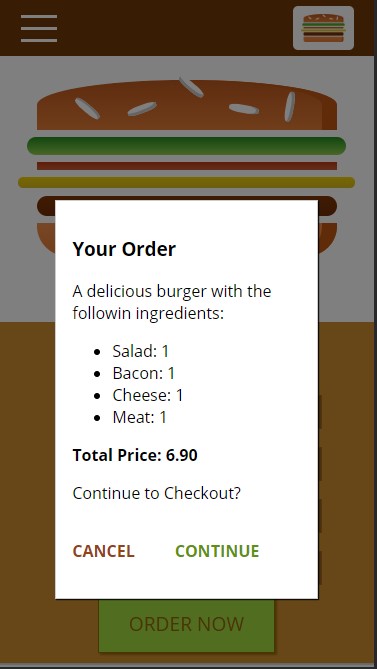 Your Order
A delicious burger with the
followin ingredients:
Salad: 1
Bacon: 1
Cheese: 1
Meat: 1
Total Price: 6.90
Continue to Checkout?
CANCEL CONTINUE
ORDER NOW